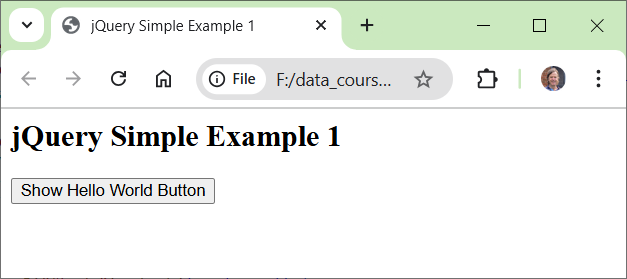 jQuery Simple Example 1
File F:/data_cours...
jQuery Simple Example 1
Show Hello World Button